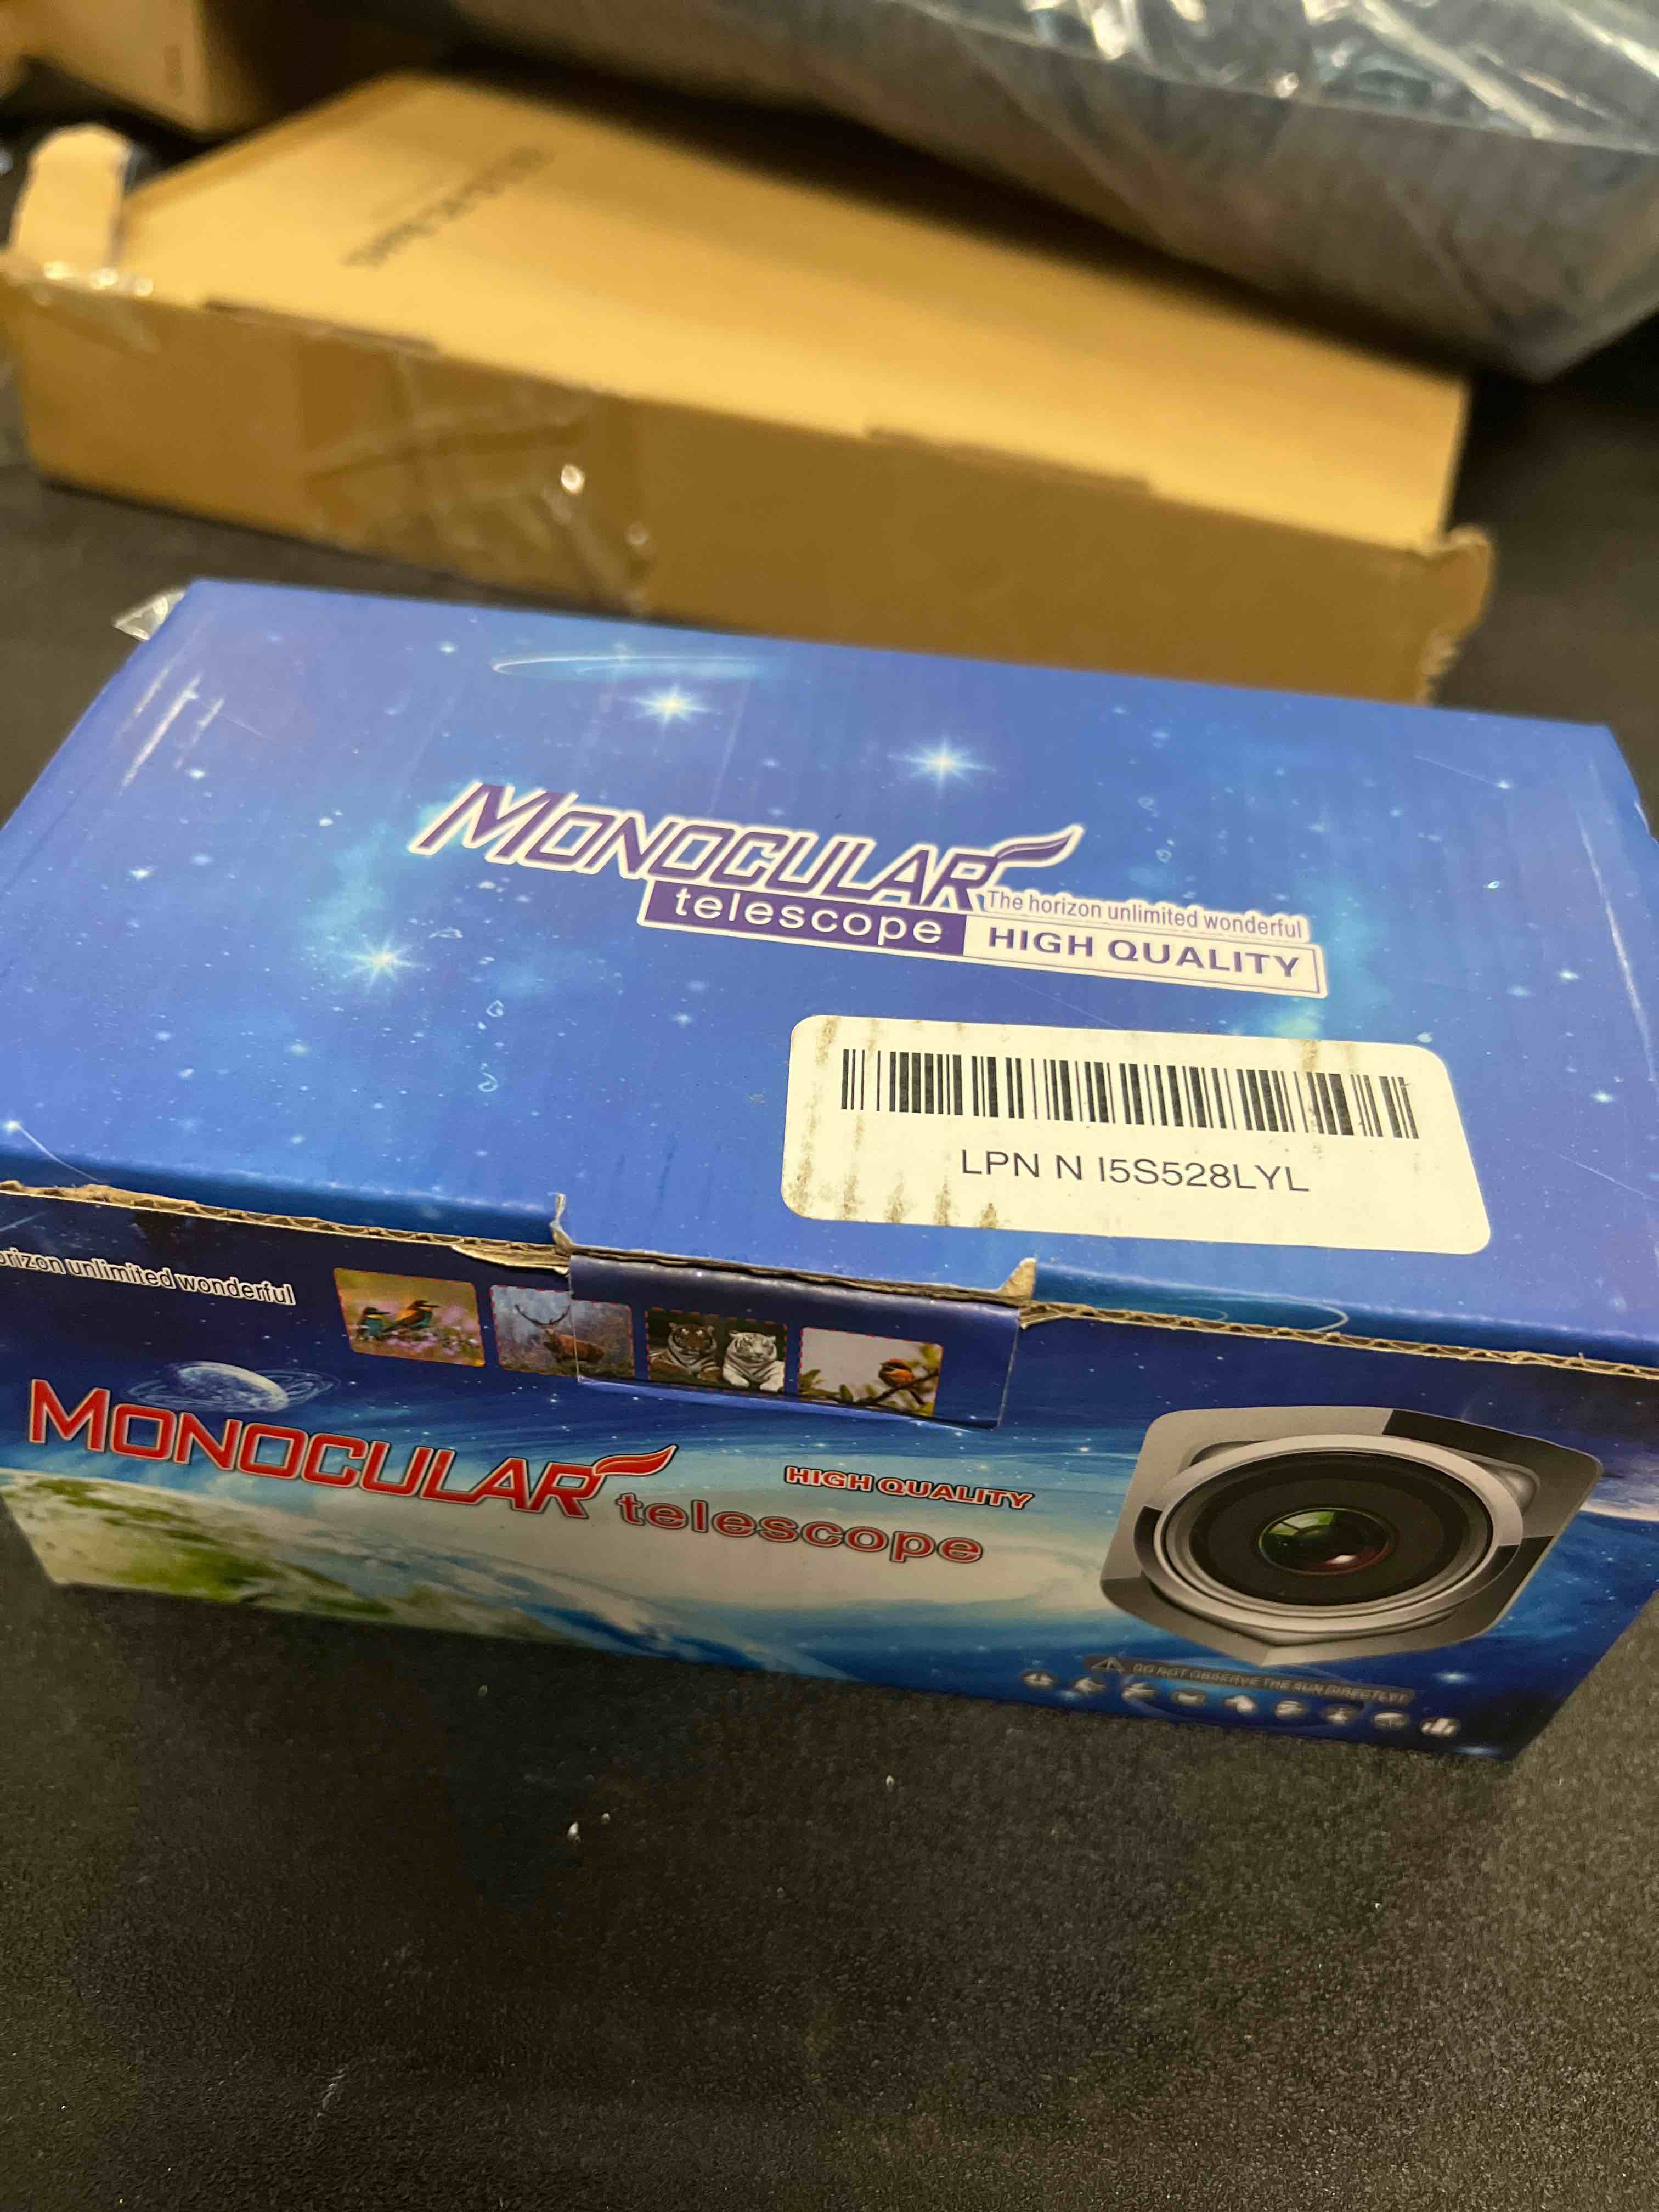 MONOCULAR
telescope
The horizon unlimited wonderful
HIGH QUALITY
LPN N I5S528LYL
unlimited wonderful
MONOCULAR
telescope
HIGH QUALITY
DO NOT OBSERVE THE SUN DIRECTLY!